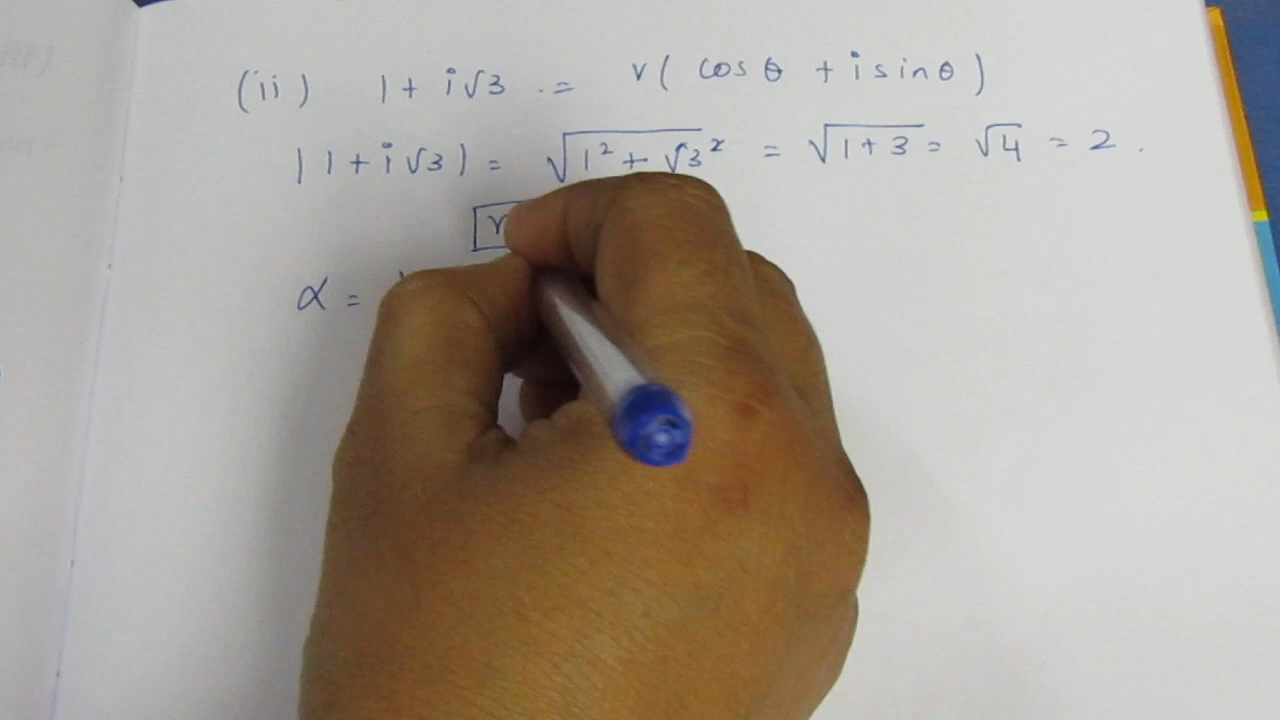 (ii) 1 + i√3 . = r( cos θ + i sin θ )
| 1 + i √3 | = √1² + √3² = √1+3 = √4 = 2 .
r
α =